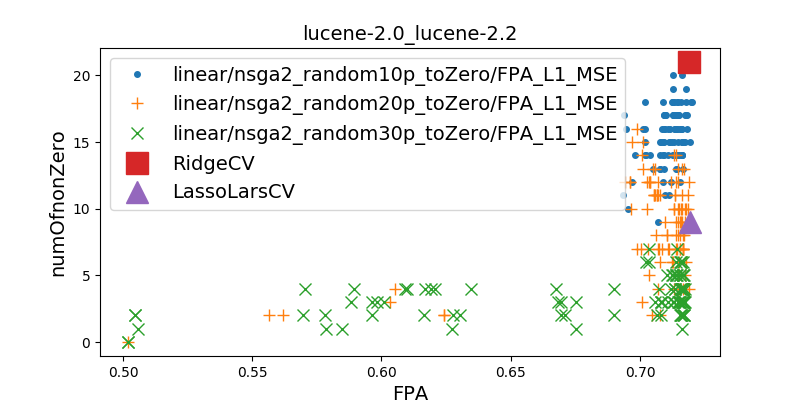 lucene-2.0_lucene-2.2
linear/nsga2_random10p_toZero/FPA_L1_MSE
linear/nsga2_random20p_toZero/FPA_L1_MSE
linear/nsga2_random30p_toZero/FPA_L1_MSE
RidgeCV
LassoLarsCV
numOfnonZero
20
15
10
5
0
0.50 0.55 0.60 0.65 0.70
FPA